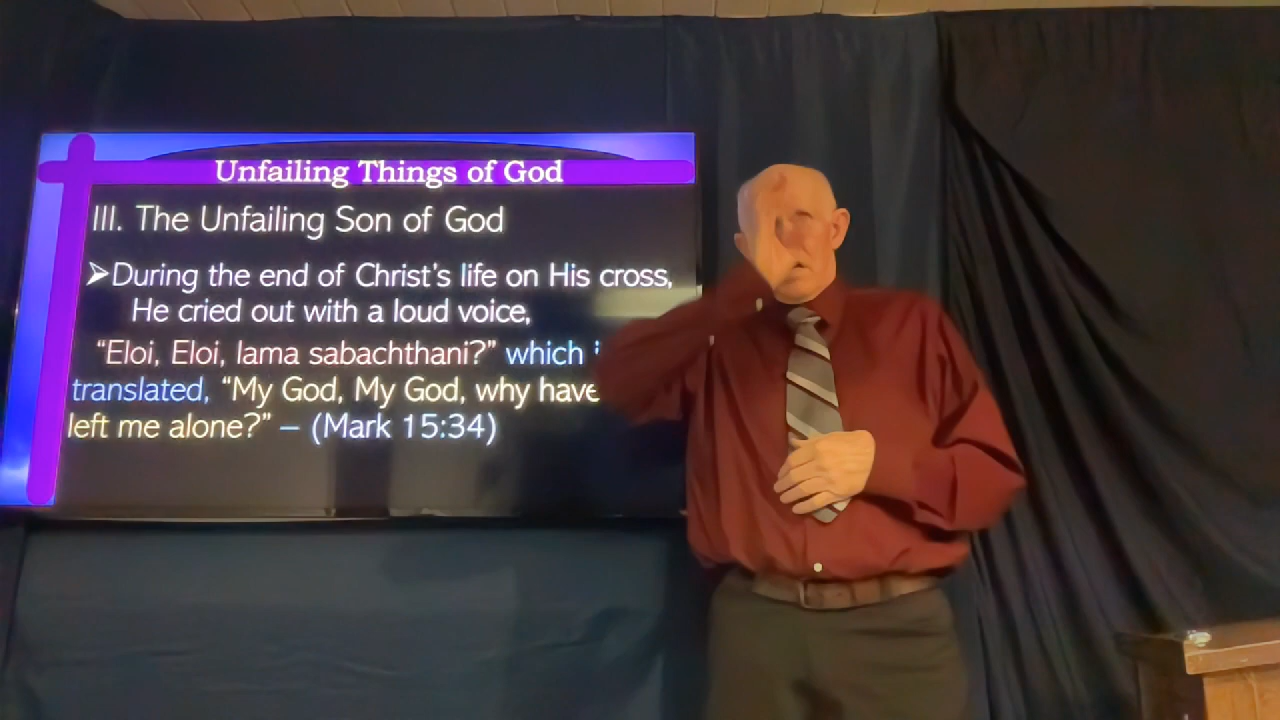 Unfailing Things of God
III. The Unfailing Son of God
➢During the end of Christ's life on His cross,
He cried out with a loud voice,
“Eloi, Eloi, lama sabachthani?” which
translated, “My God, My God, why have
left me alone?” – (Mark 15:34)